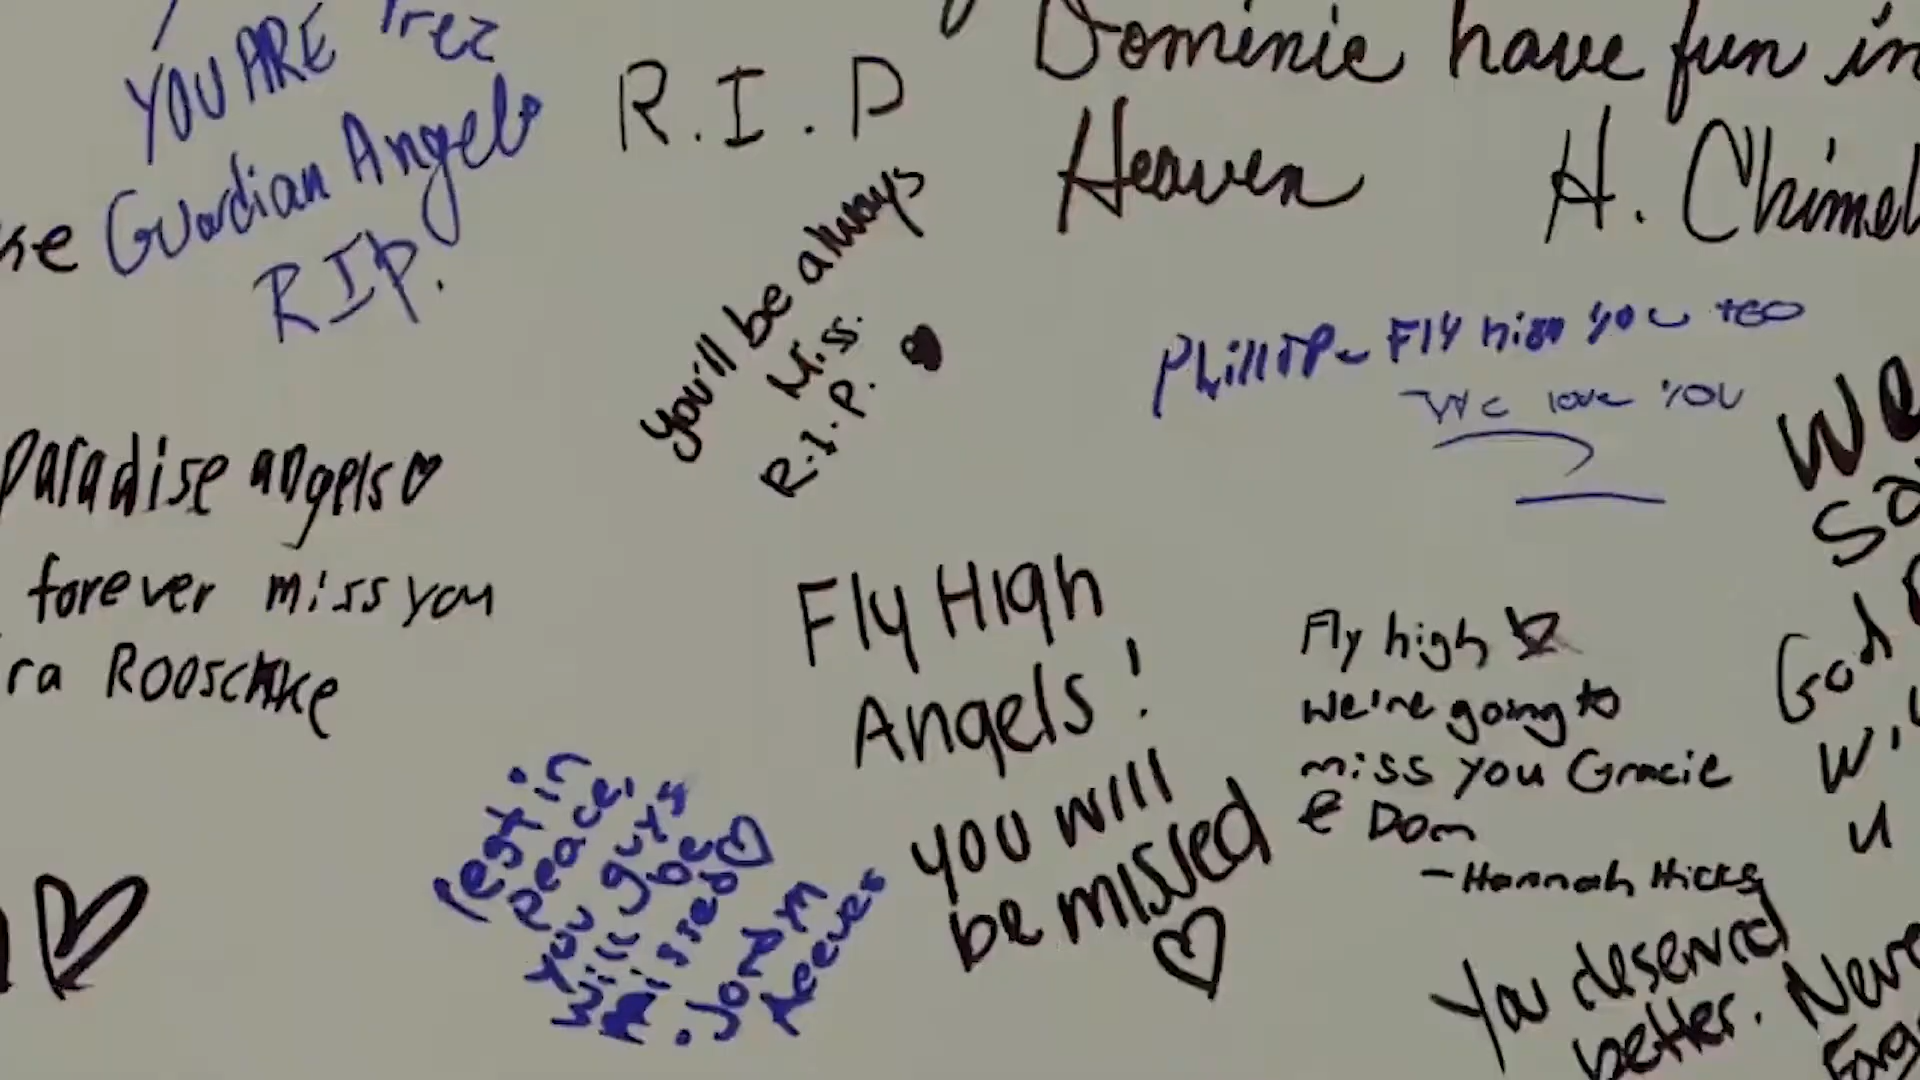 YOU ARE
Guardian Angels
R.I.P.
R.I.P
Dominic have fun in
Heaven
H. Chimel
you'll be always
Miss.
R.I.P.
Phillip - Fly high you too
We love you
paradise angels
forever miss you
ra Rooschke
Fly High
Angels!
you will
be missed
Fly high
we're going to
miss you Gracie
& Dom
- Hannah Hicks
rest in
peace,
you guys
will be
missed
You deserved
better. Never
We
God